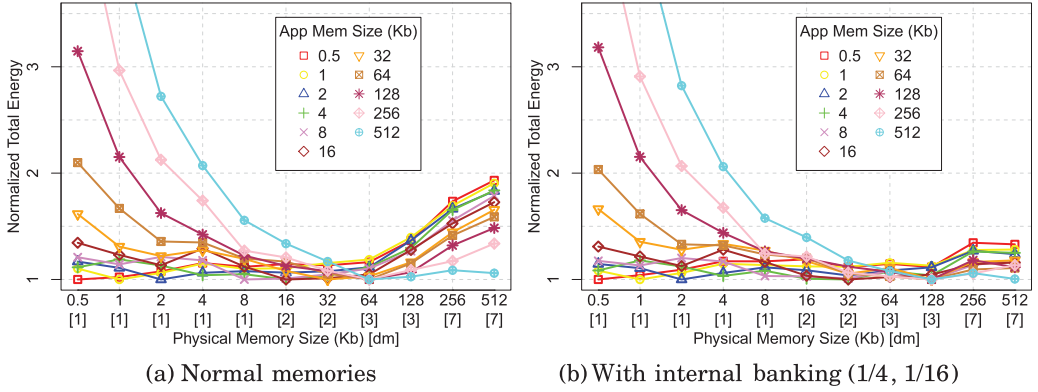 App Mem Size (Kb)
0.5 32
1 64
2 128
4 256
8 512
16
Normalized Total Energy
3
2
1
0.5 1 2 4 8 16 32 64 128 256 512
[1] [1] [1] [1] [1] [2] [2] [3] [3] [7] [7]
Physical Memory Size (Kb) [dm]
(a) Normal memories
App Mem Size (Kb)
0.5 32
1 64
2 128
4 256
8 512
16
Normalized Total Energy
3
2
1
0.5 1 2 4 8 16 32 64 128 256 512
[1] [1] [1] [1] [1] [2] [2] [3] [3] [7] [7]
Physical Memory Size (Kb) [dm]
(b) With internal banking (1/4, 1/16)